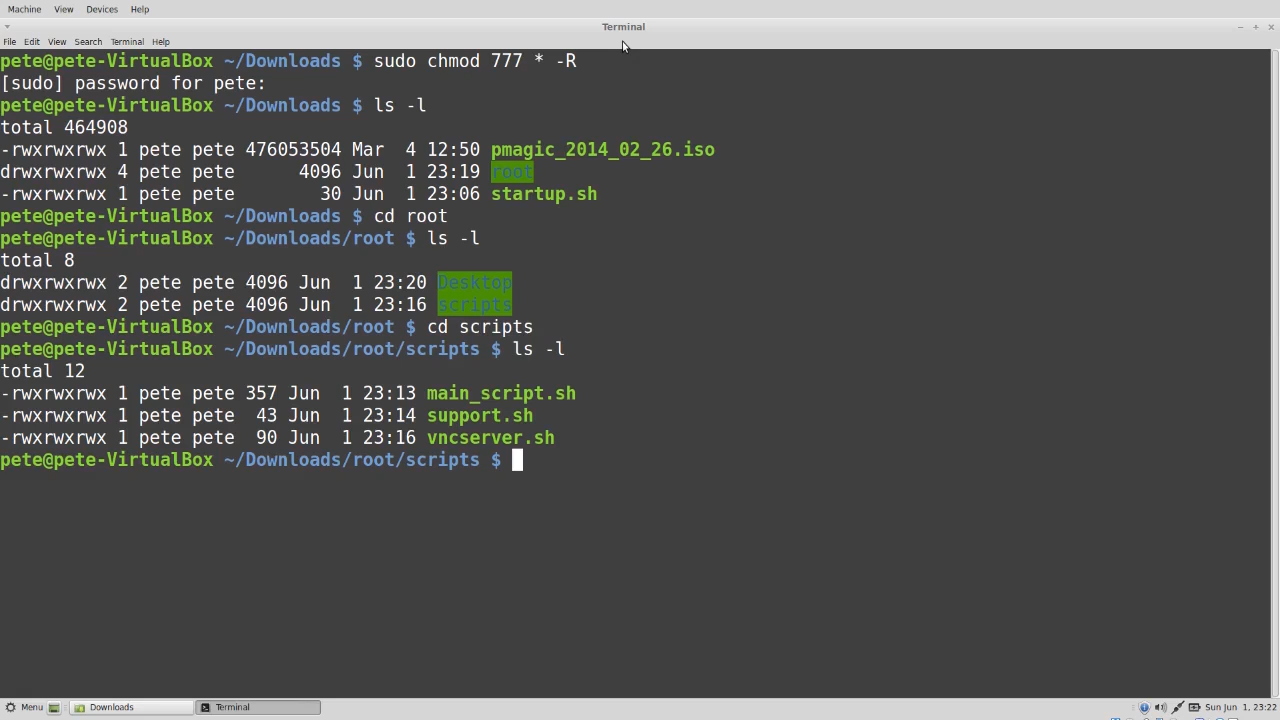 Machine View Devices Help
Terminal
File Edit View Search Terminal Help
pete@pete-VirtualBox ~/Downloads $ sudo chmod 777 * -R
[sudo] password for pete:
pete@pete-VirtualBox ~/Downloads $ ls -l
total 464908
-rwxrwxrwx 1 pete pete 476053504 Mar  4 12:50 pmagic_2014_02_26.iso
drwxrwxrwx 4 pete pete      4096 Jun  1 23:19 root
-rwxrwxrwx 1 pete pete        30 Jun  1 23:06 startup.sh
pete@pete-VirtualBox ~/Downloads $ cd root
pete@pete-VirtualBox ~/Downloads/root $ ls -l
total 8
drwxrwxrwx 2 pete pete 4096 Jun  1 23:20 Desktop
drwxrwxrwx 2 pete pete 4096 Jun  1 23:16 scripts
pete@pete-VirtualBox ~/Downloads/root $ cd scripts
pete@pete-VirtualBox ~/Downloads/root/scripts $ ls -l
total 12
-rwxrwxrwx 1 pete pete 357 Jun  1 23:13 main_script.sh
-rwxrwxrwx 1 pete pete  43 Jun  1 23:14 support.sh
-rwxrwxrwx 1 pete pete  90 Jun  1 23:16 vncserver.sh
pete@pete-VirtualBox ~/Downloads/root/scripts $
Menu Downloads Terminal Sun Jun 1, 23:22